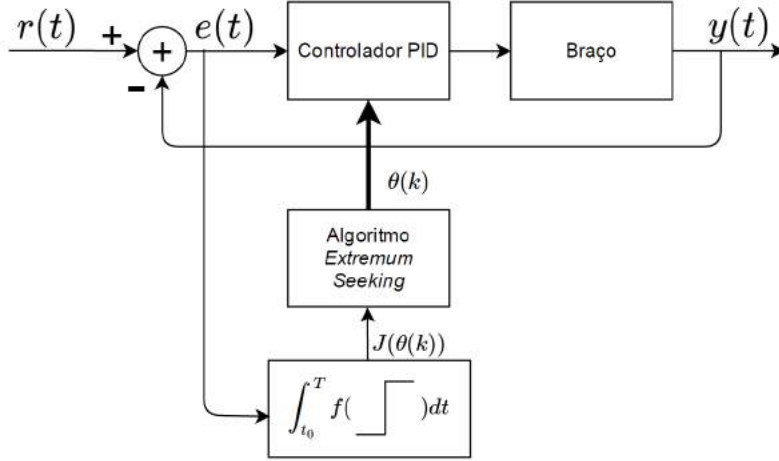 r(t)
+
+
-
e(t)
Controlador PID
Braço
y(t)
θ(k)
Algoritmo
Extremum
Seeking
J(θ(k))
∫_{t_0}^{T} f( )dt